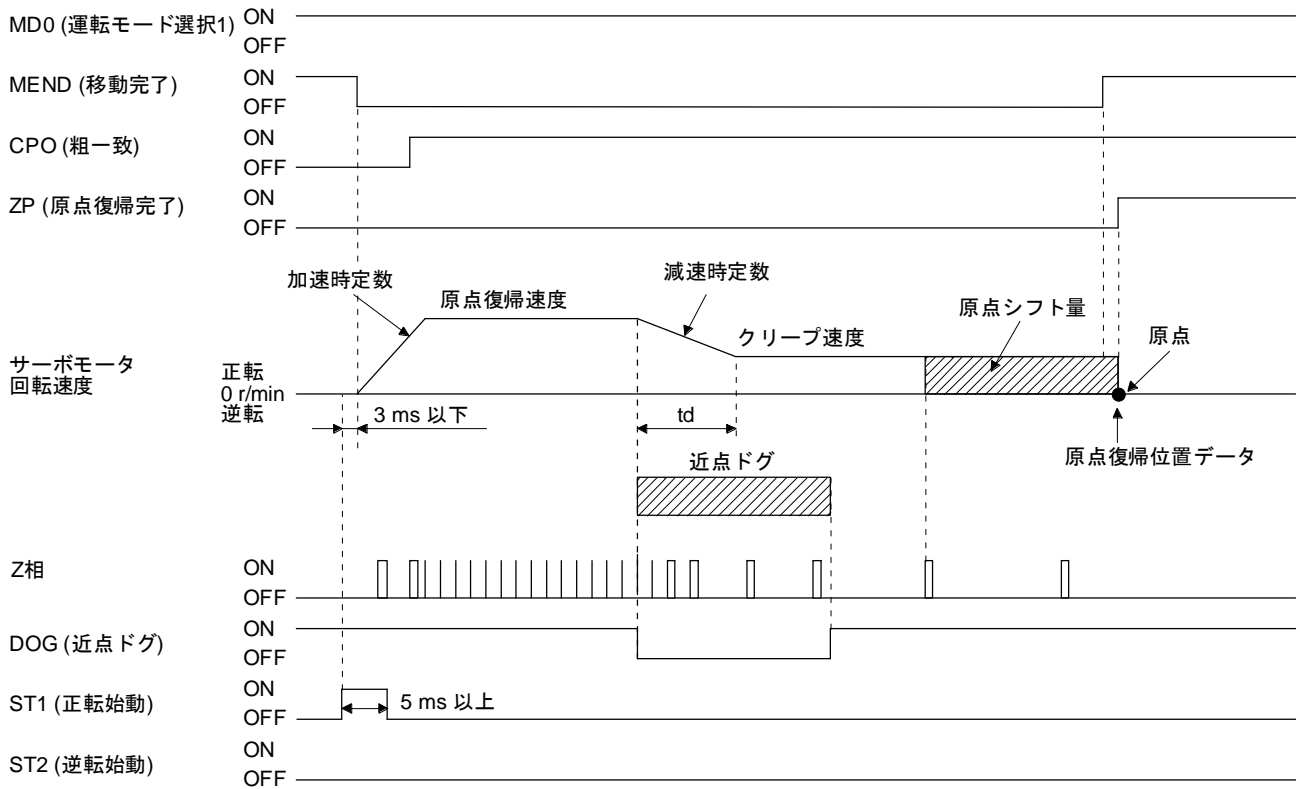 MD0 (運転モード選択1)
ON
OFF
MEND (移動完了)
ON
OFF
CPO (粗一致)
ON
OFF
ZP (原点復帰完了)
ON
OFF
加速時定数
原点復帰速度
減速時定数
クリープ速度
原点シフト量
原点
サーボモータ
回転速度
正転
0 r/min
逆転
3 ms 以下
td
近点ドグ
原点復帰位置データ
Z相
ON
OFF
DOG (近点ドグ)
ON
OFF
ST1 (正転始動)
ON
OFF
5 ms 以上
ST2 (逆転始動)
ON
OFF